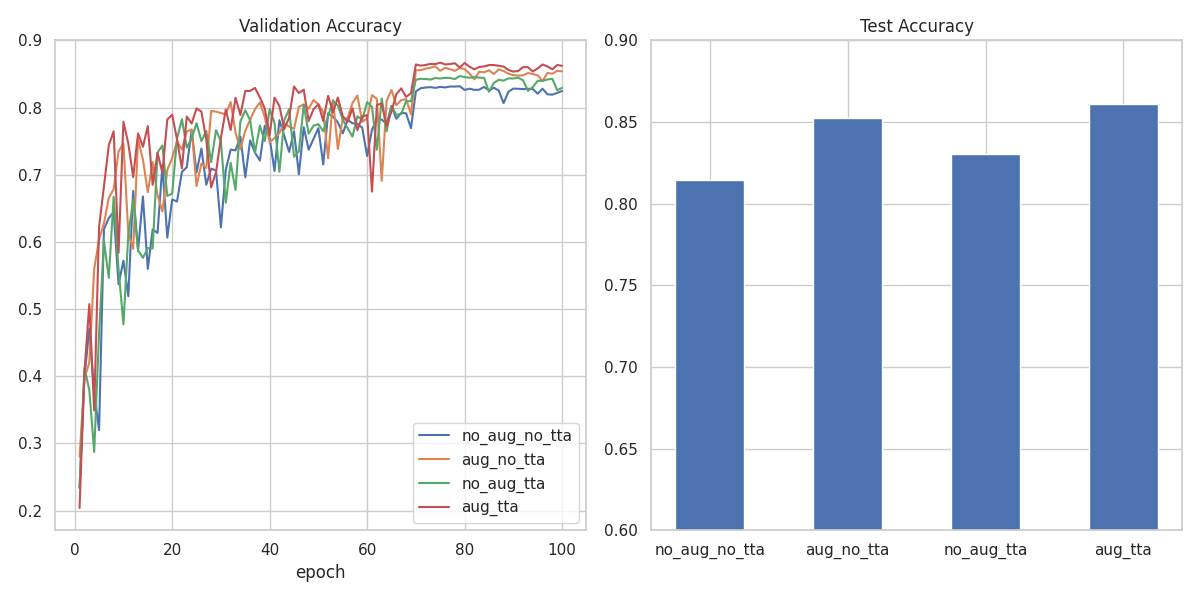 Validation Accuracy
0.9
0.8
0.7
0.6
0.5
0.4
0.3
0.2
0 20 40 60 80 100
epoch
no_aug_no_tta
aug_no_tta
no_aug_tta
aug_tta
Test Accuracy
0.90
0.85
0.80
0.75
0.70
0.65
0.60
no_aug_no_tta aug_no_tta no_aug_tta aug_tta